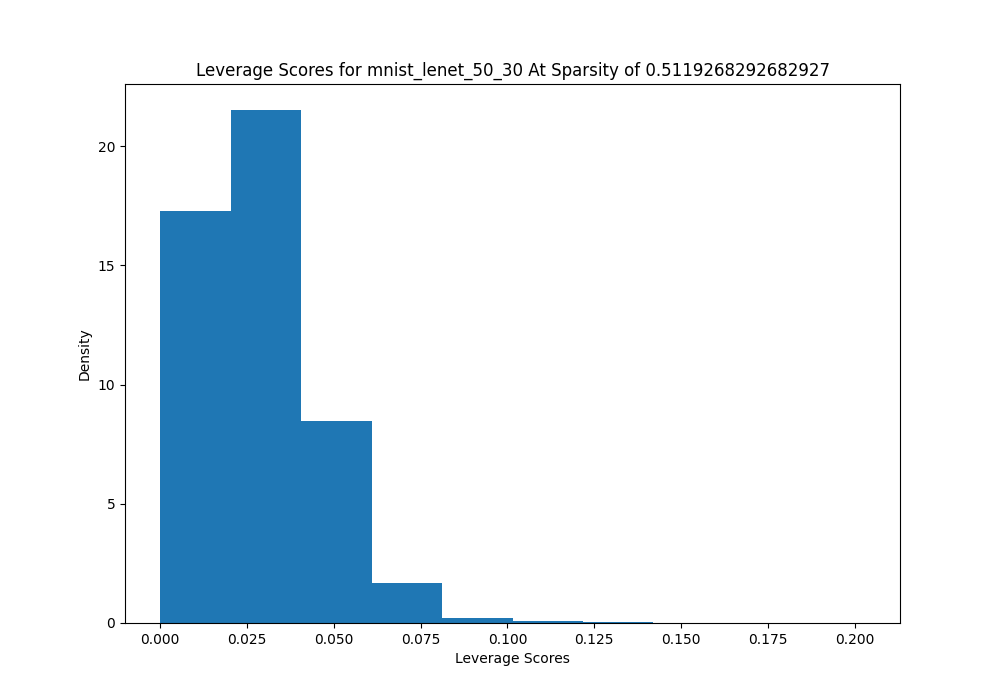 Leverage Scores for mnist_lenet_50_30 At Sparsity of 0.5119268292682927
20
15
10
5
0
Density
0.000 0.025 0.050 0.075 0.100 0.125 0.150 0.175 0.200
Leverage Scores